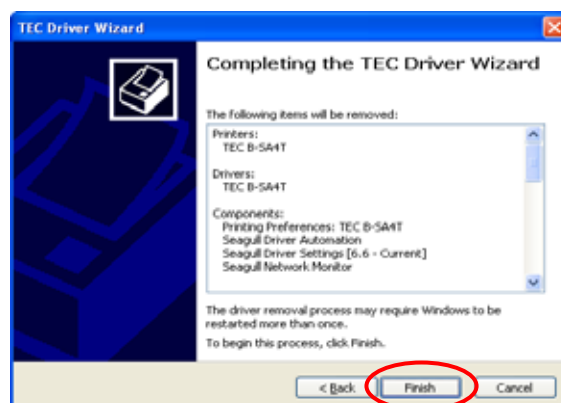 TEC Driver Wizard
Completing the TEC Driver Wizard
The following items will be removed:
Printers:
TEC B-SA4T
Drivers:
TEC B-SA4T
Components:
Printing Preferences: TEC B-SA4T
Seagull Driver Automation
Seagull Driver Settings [6.6 - Current]
Seagull Network Monitor
The driver removal process may require Windows to be
restarted more than once.
To begin this process, click Finish.
< Back
Finish
Cancel